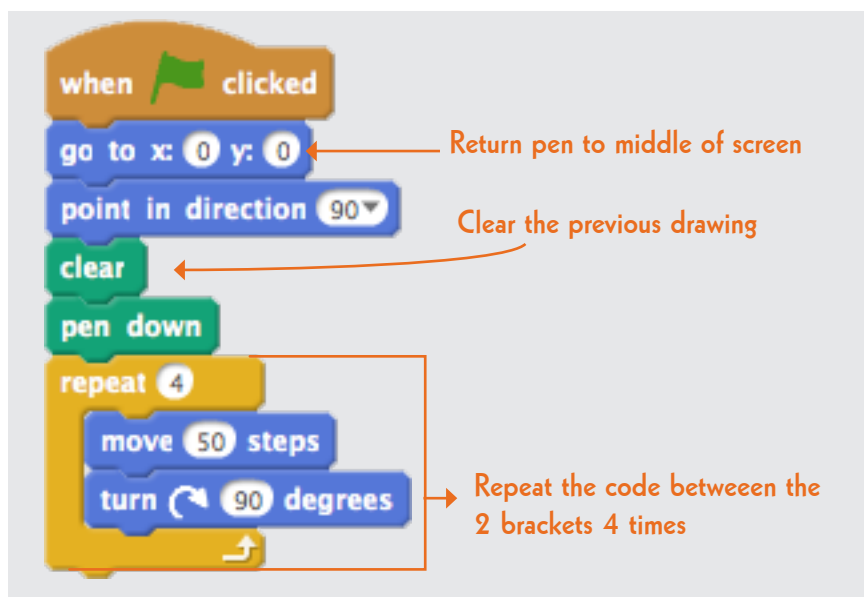 when clicked
go to x: 0 y: 0
Return pen to middle of screen
point in direction 90
Clear the previous drawing
clear
pen down
repeat 4
move 50 steps
turn 90 degrees
Repeat the code betweeen the
2 brackets 4 times